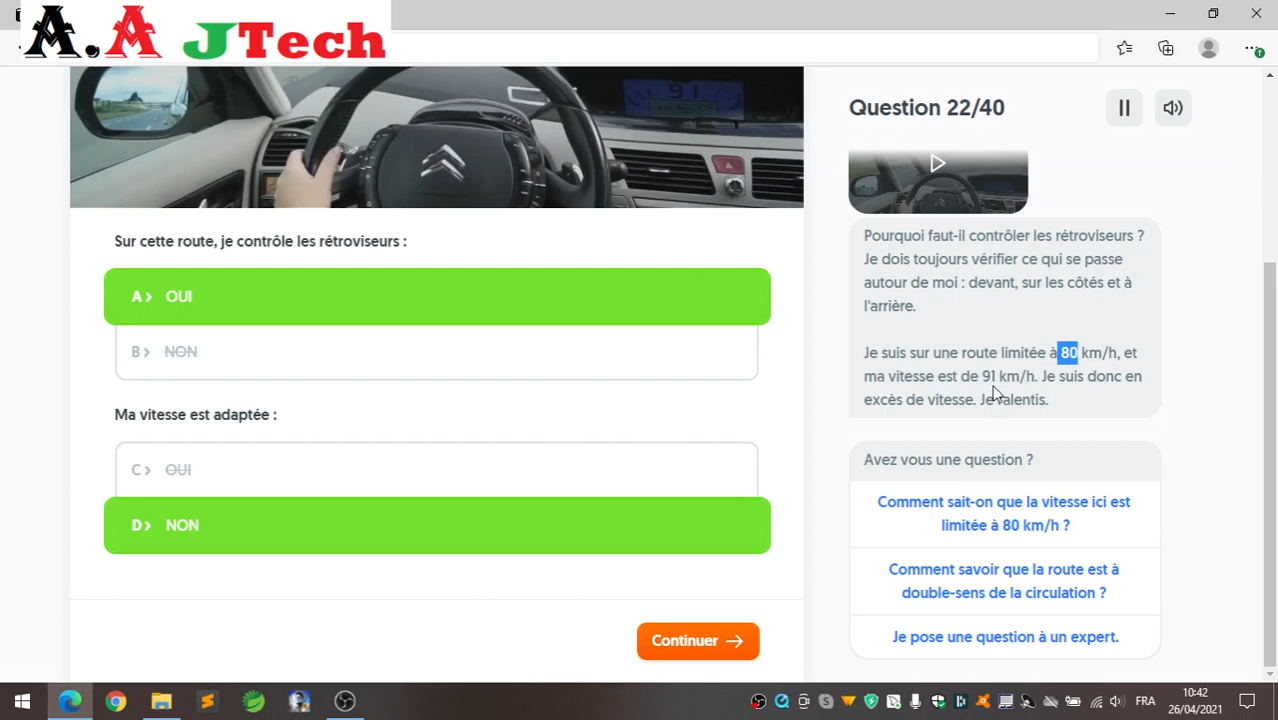 A.A JTech
91
Question 22/40
Sur cette route, je contrôle les rétroviseurs :
A OUI
B NON
Ma vitesse est adaptée :
C OUI
D NON
Continuer
Pourquoi faut-il contrôler les rétroviseurs ?
Je dois toujours vérifier ce qui se passe
autour de moi : devant, sur les côtés et à
l'arrière.
Je suis sur une route limitée à 80 km/h, et
ma vitesse est de 91 km/h. Je suis donc en
excès de vitesse. Je ralentis.
Avez vous une question ?
Comment sait-on que la vitesse ici est
limitée à 80 km/h ?
Comment savoir que la route est à
double-sens de la circulation ?
Je pose une question à un expert.
FRA
10:42
26/04/2021